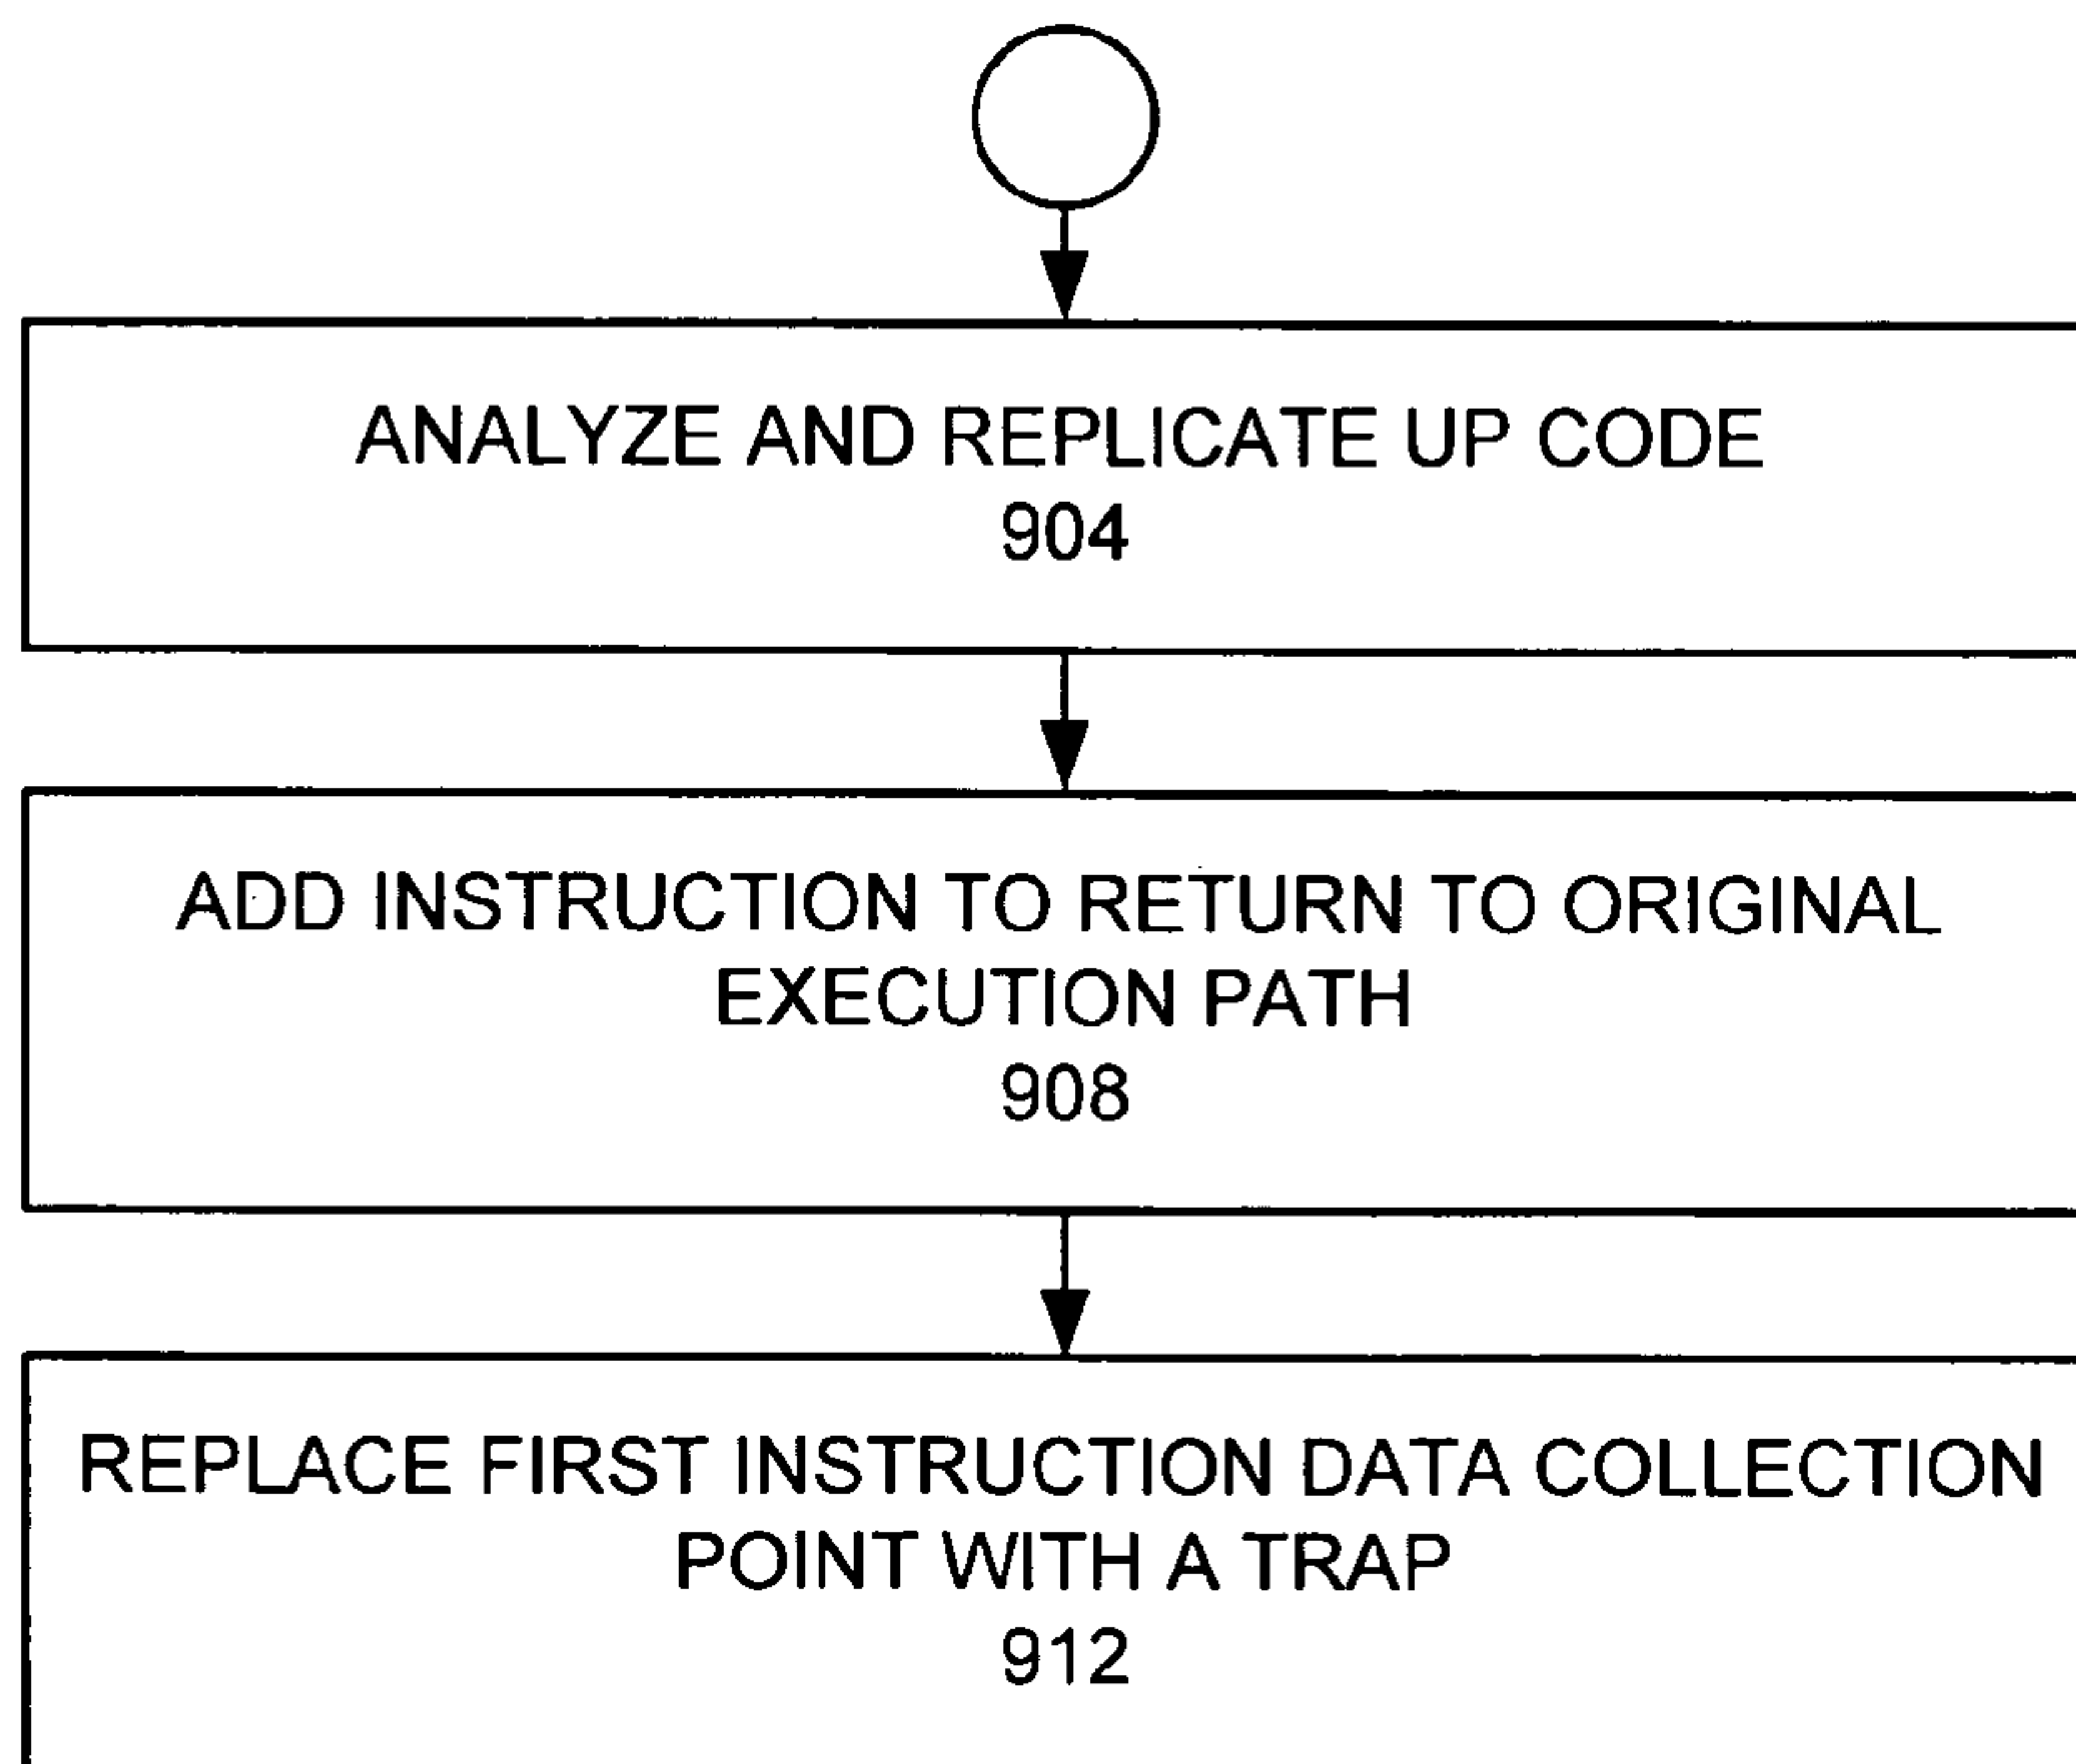 ANALYZE AND REPLICATE UP CODE
904
ADD INSTRUCTION TO RETURN TO ORIGINAL
EXECUTION PATH
908
REPLACE FIRST INSTRUCTION DATA COLLECTION
POINT WITH A TRAP
912